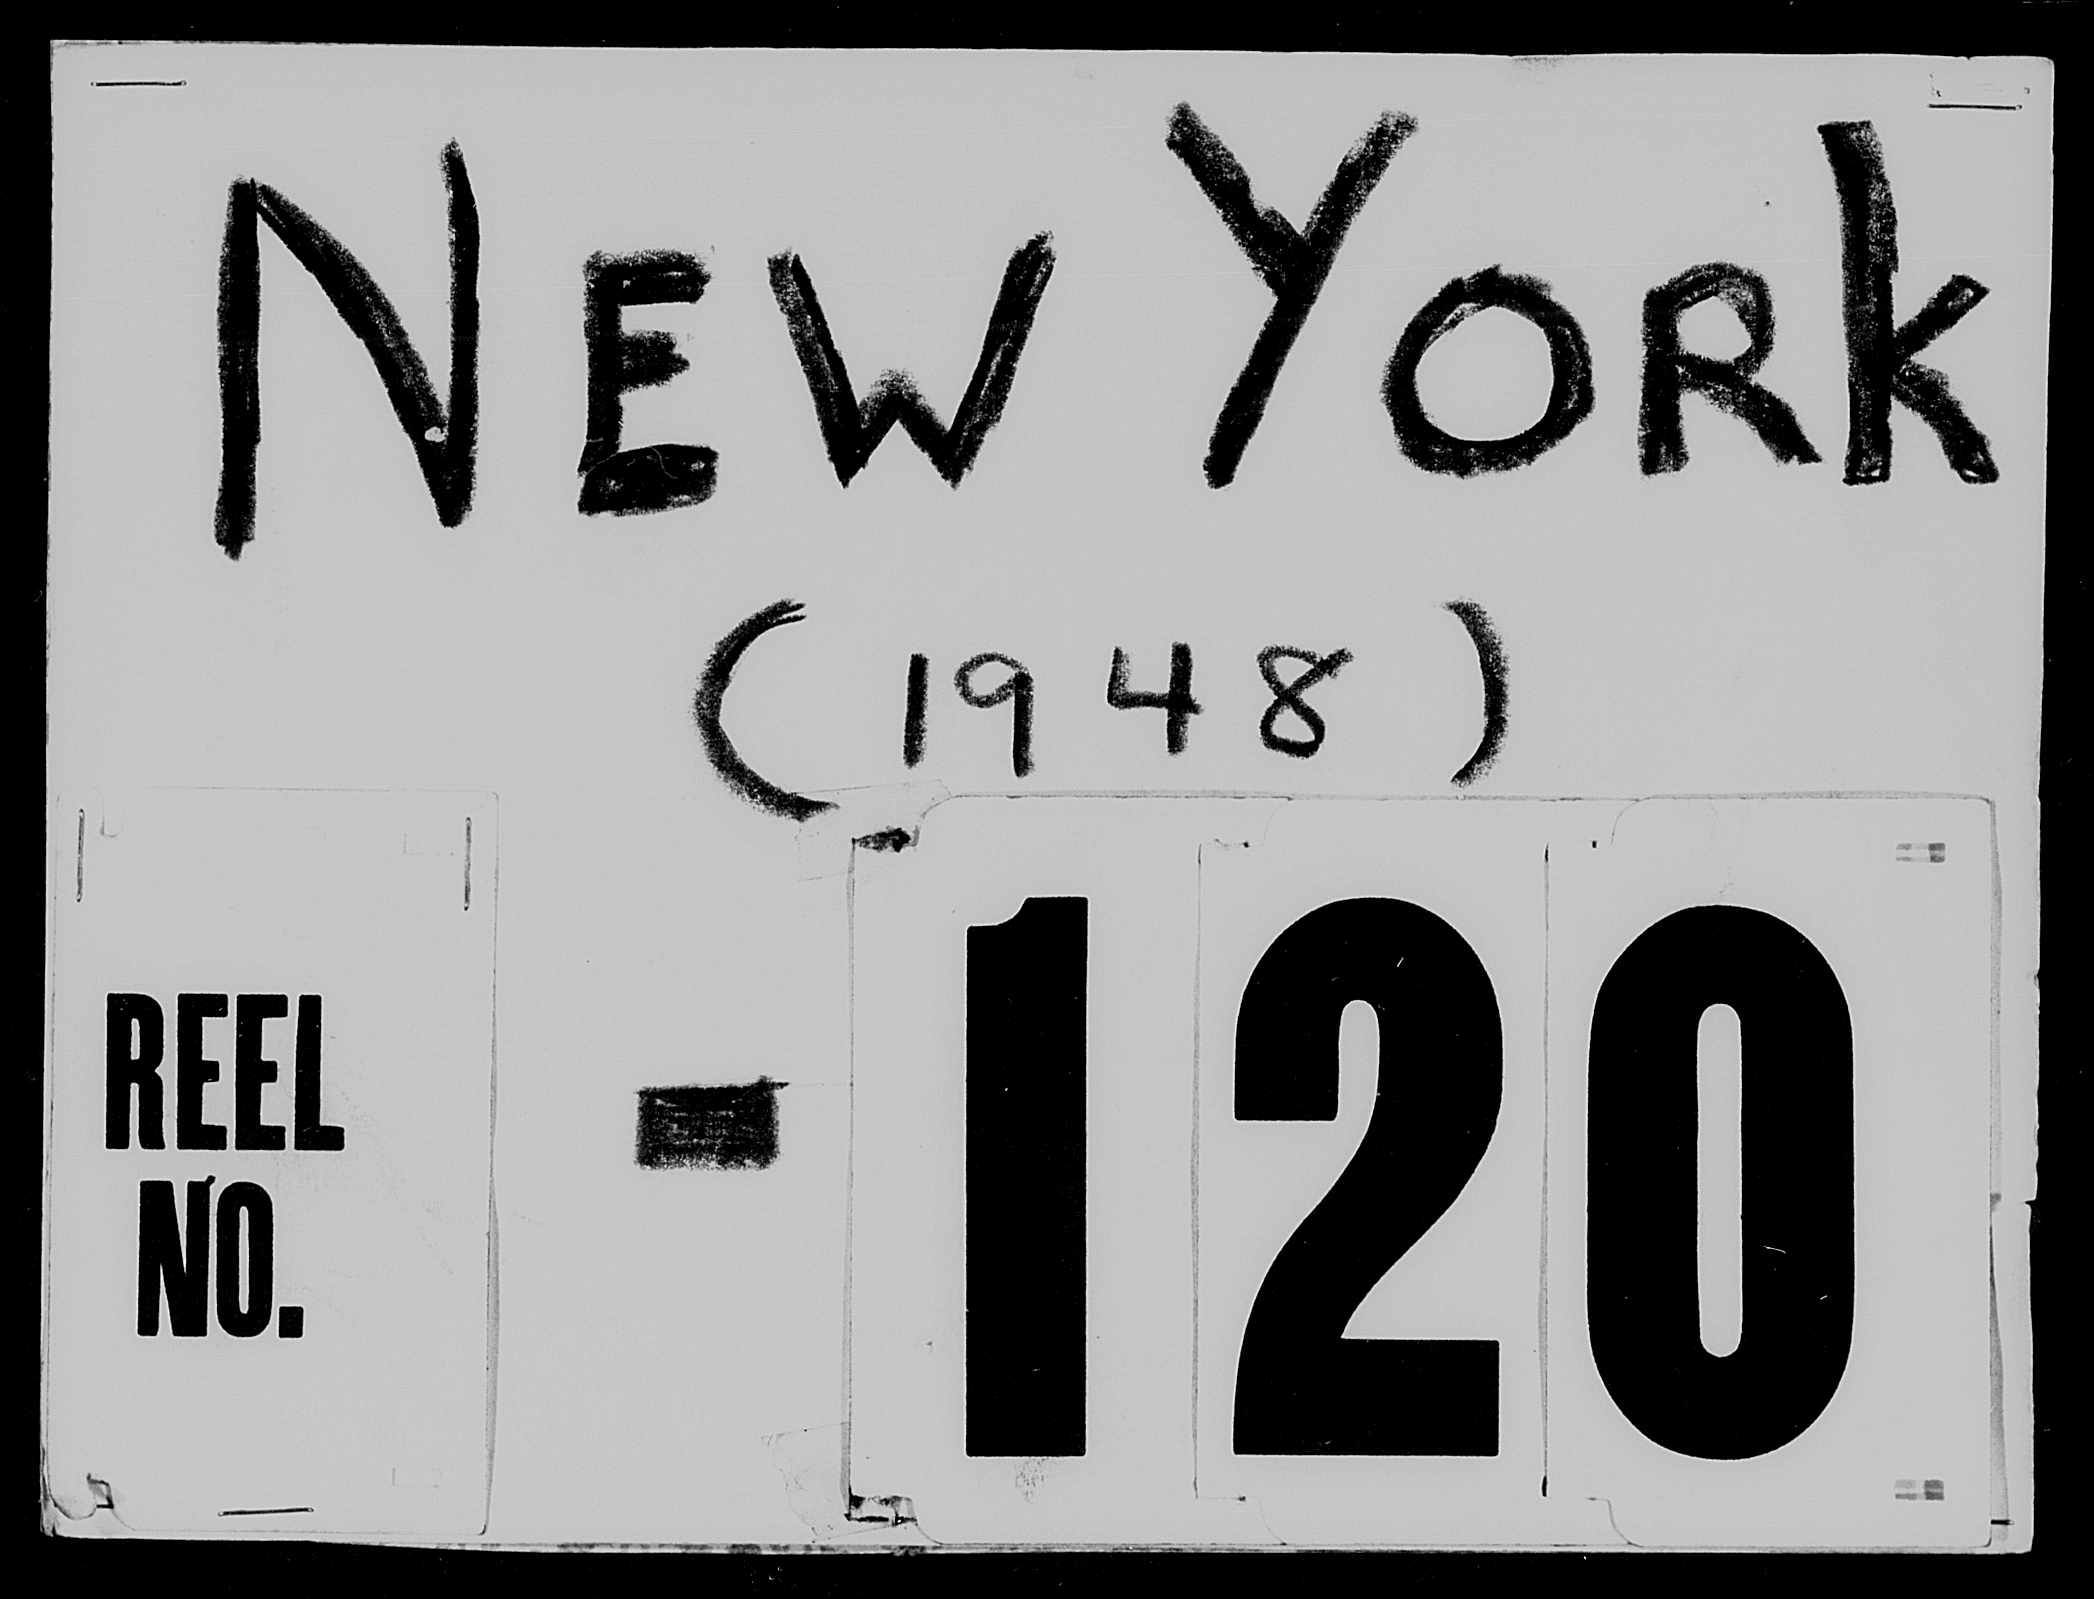 NEW YORk
(1948)
REEL
NO. - 120